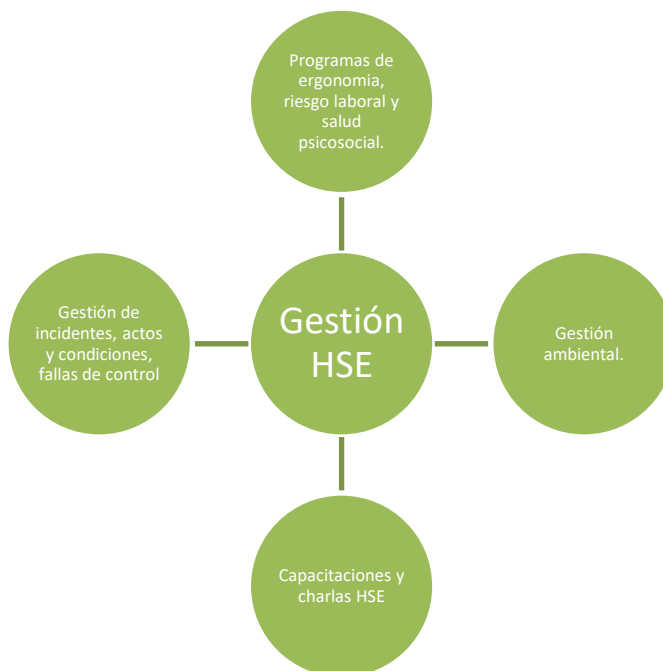 Programas de
ergonomia,
riesgo laboral y
salud
psicosocial.
Gestión de
incidentes, actos
y condiciones,
fallas de control
Gestión
HSE
Gestión
ambiental.
Capacitaciones y
charlas HSE